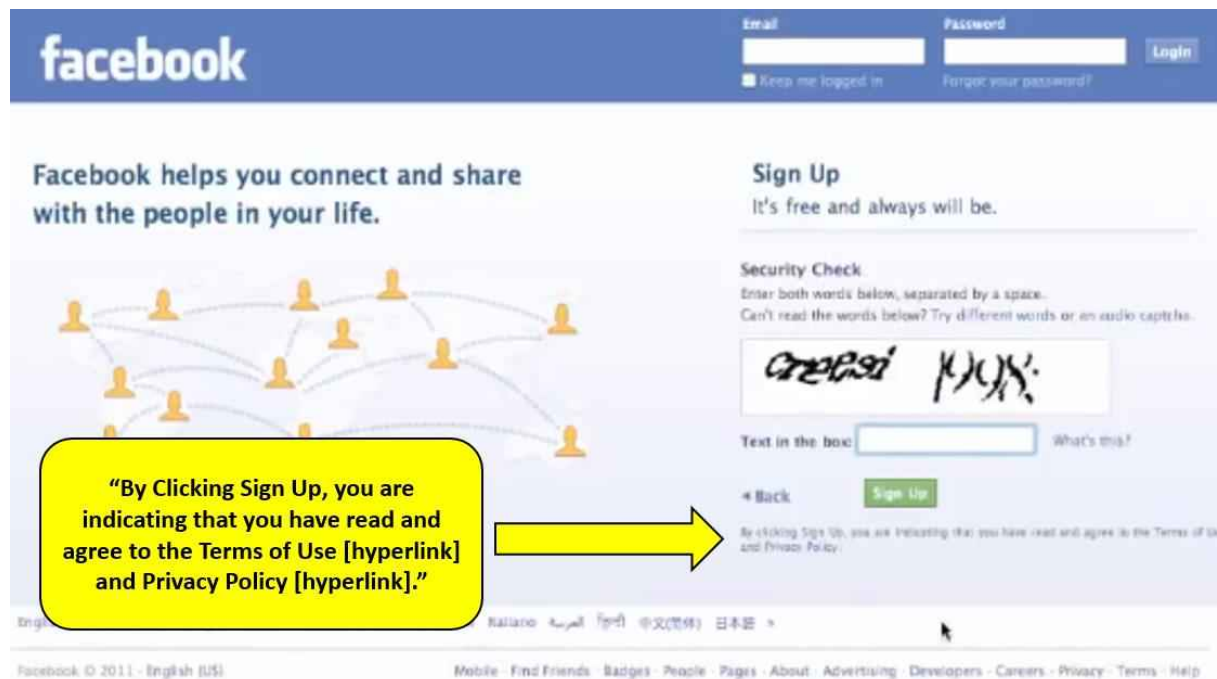 facebook
Email
Password
Login
Keep me logged in
Forgot your password?
Facebook helps you connect and share
with the people in your life.
Sign Up
It's free and always will be.
Security Check
Enter both words below, separated by a space.
Can't read the words below? Try different words or an audio captcha.
Text in the box:
What's this?
Back
Sign Up
By clicking Sign Up, you are indicating that you have read and agree to the Terms of
and Privacy Policy.
“By Clicking Sign Up, you are
indicating that you have read and
agree to the Terms of Use [hyperlink]
and Privacy Policy [hyperlink].”
Italiano العربية हिन्दी 中文(简体) 日本語 »
Facebook © 2011 · English (US)
Mobile · Find Friends · Badges · People · Pages · About · Advertising · Developers · Careers · Privacy · Terms · Help